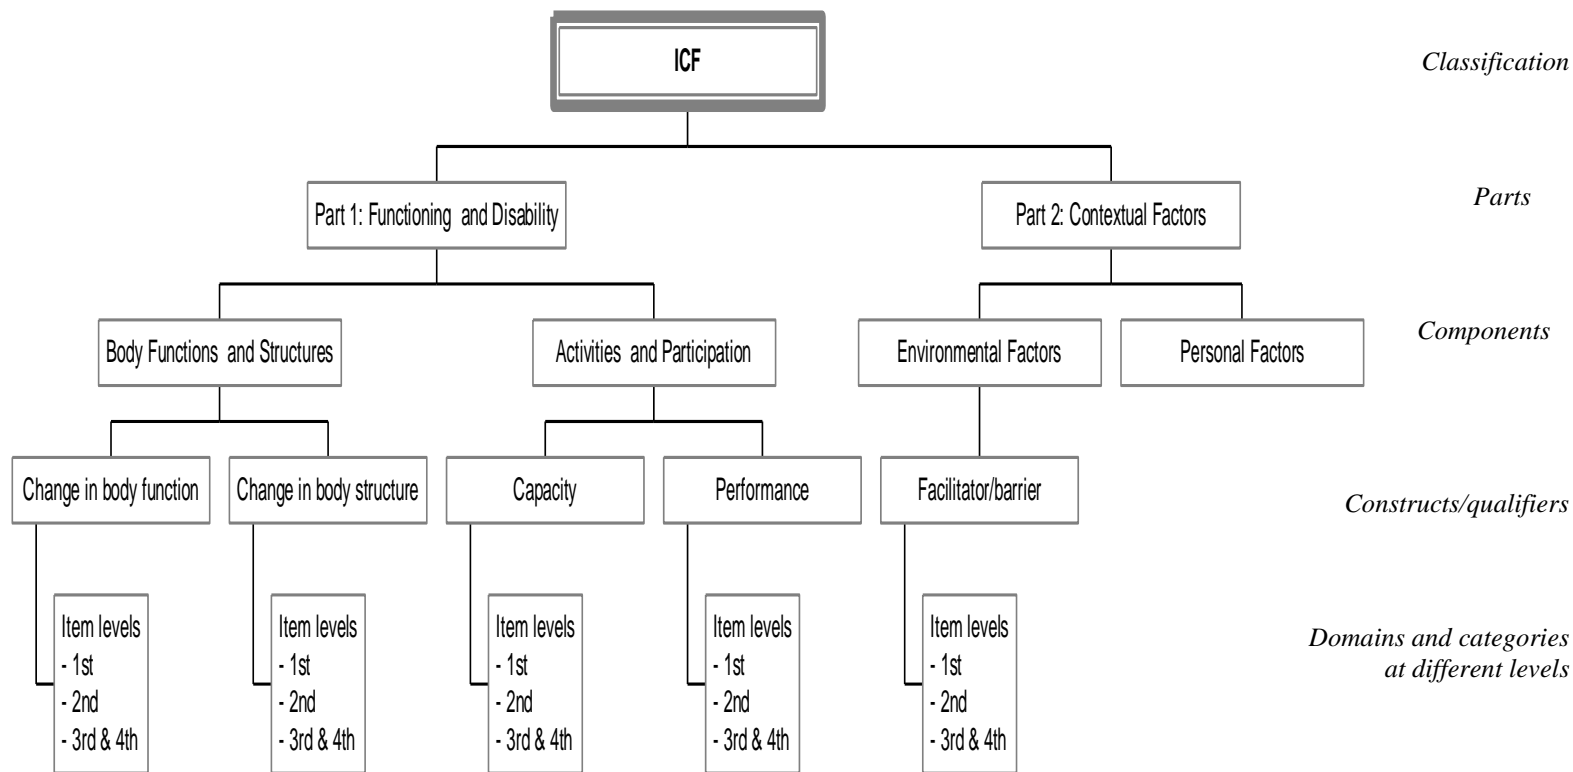 ICF
Classification
Part 1: Functioning and Disability
Part 2: Contextual Factors
Parts
Body Functions and Structures
Activities and Participation
Environmental Factors
Personal Factors
Components
Change in body function
Change in body structure
Capacity
Performance
Facilitator/barrier
Constructs/qualifiers
Item levels
- 1st
- 2nd
- 3rd & 4th
Item levels
- 1st
- 2nd
- 3rd & 4th
Item levels
- 1st
- 2nd
- 3rd & 4th
Item levels
- 1st
- 2nd
- 3rd & 4th
Item levels
- 1st
- 2nd
- 3rd & 4th
Domains and categories
at different levels